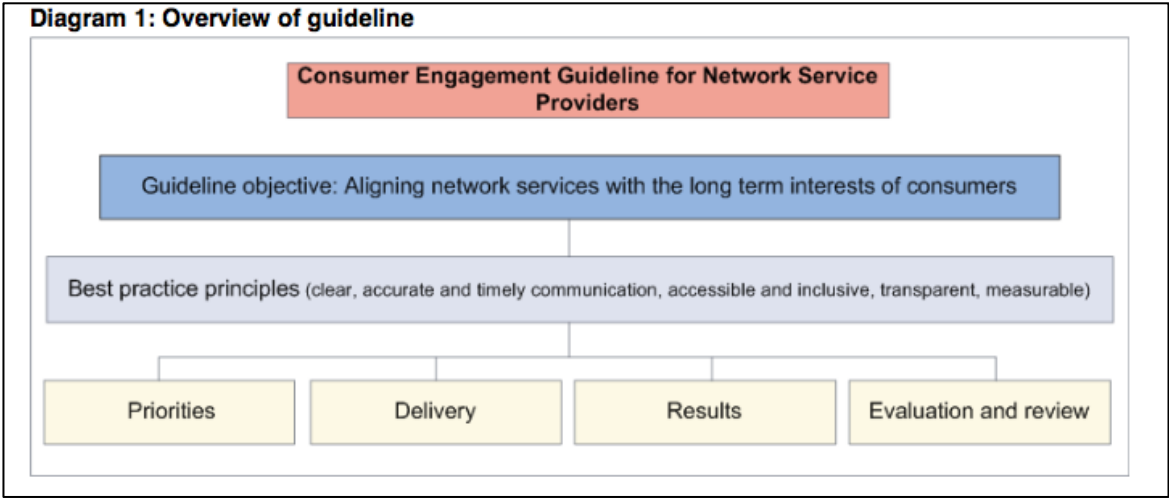 Diagram 1: Overview of guideline
Consumer Engagement Guideline for Network Service
Providers
Guideline objective: Aligning network services with the long term interests of consumers
Best practice principles (clear, accurate and timely communication, accessible and inclusive, transparent, measurable)
Priorities
Delivery
Results
Evaluation and review